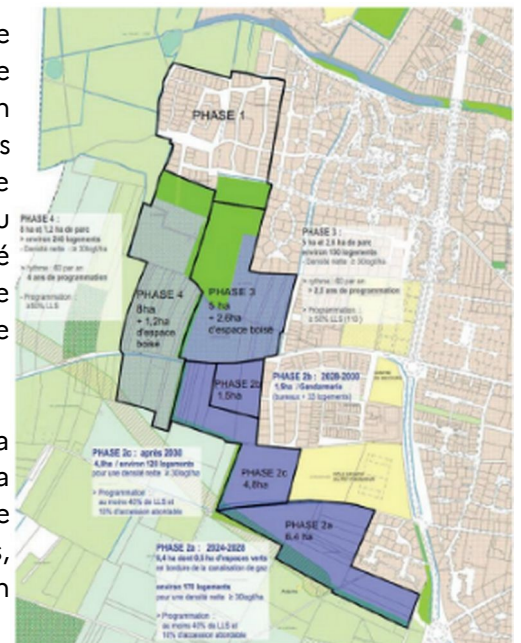 e
e
n
s
e
u
é
e
e
a
a
e
s,
n
PHASE 1
PHASE 4 :
8 ha et 1,2 ha de parc
> environ 240 logements
- Densité nette : ≥ 30lgt/ha
> rythme : 60 par an
4 ans de programmation
- Programmation :
LLS
PHASE 3 :
5 ha et 2,6 ha de parc
environ 130 logements
- Densité nette ≥ 30lgt/ha
> rythme : 60 par an
ans de programmation
- Programmation :
≥ 50% LLS
PHASE 4
8ha
+ 1,2ha
d'espace
boisé
PHASE 3
5 ha
+ 2,6ha
d'espace boisé
PHASE 2b
1,5ha
PHASE 2b : 2028-2030
1,5ha / Gendarmerie
(bureaux + 33 logements)
PHASE 2c : après 2030
4,8ha / environ 120 logements
pour une densité nette ≥ 30lgt/ha
> Programmation :
au moins 40% de LLS et
10% d'accession abordable
PHASE 2c
4,8ha
PHASE 2a
6,4 ha
PHASE 2a : 2024-2028
6,4 ha dont 0,5 ha d'espaces verts
en bordure de la canalisation de gaz
environ 170 logements
pour une densité nette ≥ 30lgt/ha
> Programmation :
au moins 40% de LLS et
10% d'accession abordable